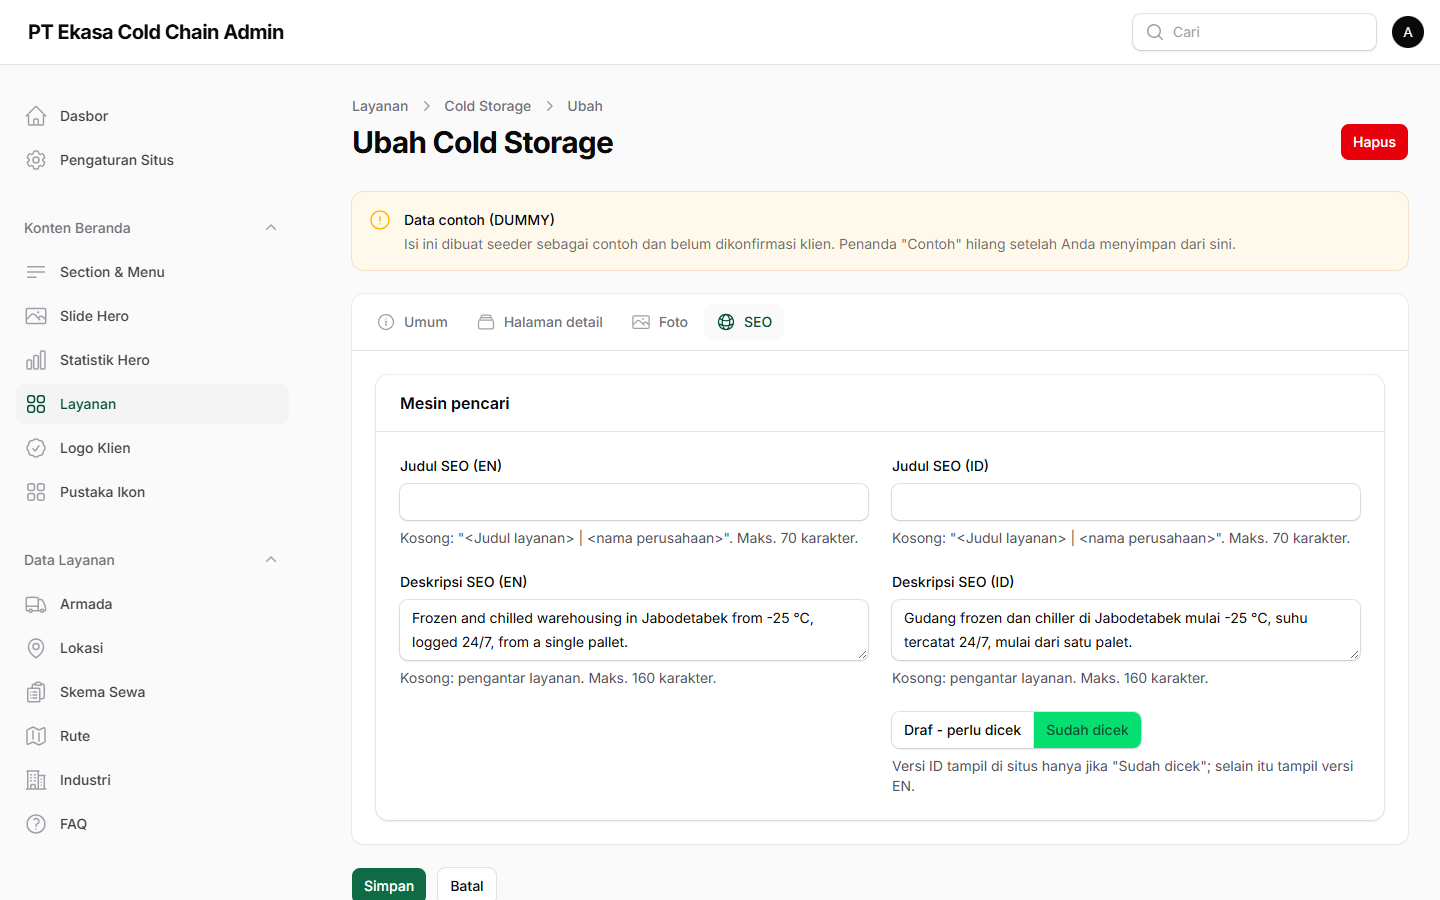 PT Ekasa Cold Chain Admin
Cari
A
Dasbor
Pengaturan Situs
Konten Beranda
Section & Menu
Slide Hero
Statistik Hero
Layanan
Logo Klien
Pustaka Ikon
Data Layanan
Armada
Lokasi
Skema Sewa
Rute
Industri
FAQ
Layanan > Cold Storage > Ubah
Ubah Cold Storage
Hapus
Data contoh (DUMMY)
Isi ini dibuat seeder sebagai contoh dan belum dikonfirmasi klien. Penanda "Contoh" hilang setelah Anda menyimpan dari sini.
Umum
Halaman detail
Foto
SEO
Mesin pencari
Judul SEO (EN)
Kosong: "<Judul layanan> | <nama perusahaan>". Maks. 70 karakter.
Judul SEO (ID)
Kosong: "<Judul layanan> | <nama perusahaan>". Maks. 70 karakter.
Deskripsi SEO (EN)
Frozen and chilled warehousing in Jabodetabek from -25 °C,
logged 24/7, from a single pallet.
Kosong: pengantar layanan. Maks. 160 karakter.
Deskripsi SEO (ID)
Gudang frozen dan chiller di Jabodetabek mulai -25 °C, suhu
tercatat 24/7, mulai dari satu palet.
Kosong: pengantar layanan. Maks. 160 karakter.
Draf - perlu dicek
Sudah dicek
Versi ID tampil di situs hanya jika "Sudah dicek"; selain itu tampil versi
EN.
Simpan
Batal